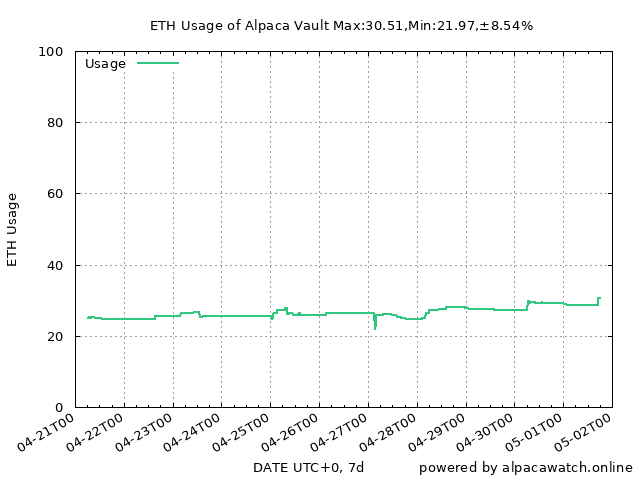 ETH Usage of Alpaca Vault Max:30.51,Min:21.97,±8.54%
Usage
100
80
60
40
20
0
ETH Usage
04-21T00
04-22T00
04-23T00
04-24T00
04-25T00
04-26T00
04-27T00
04-28T00
04-29T00
04-30T00
05-01T00
05-02T00
DATE UTC+0, 7d
powered by alpacawatch.online